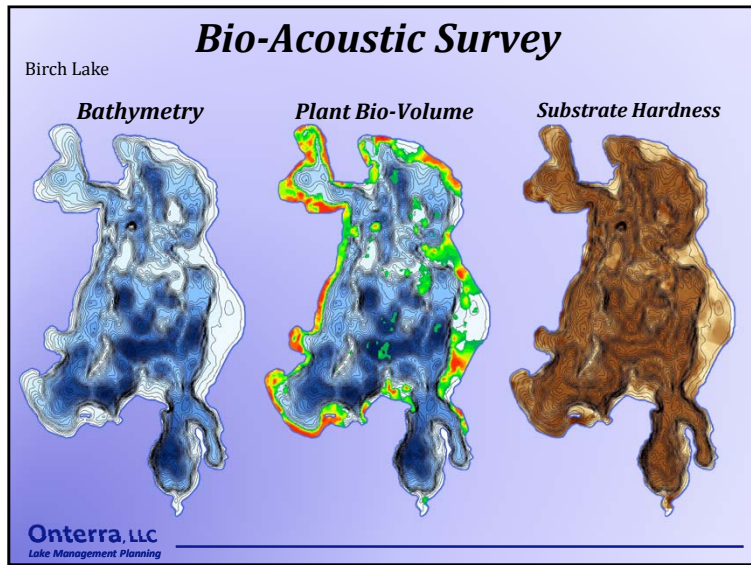 Bio-Acoustic Survey
Birch Lake
Bathymetry
Plant Bio-Volume
Substrate Hardness
Onterra, LLC
Lake Management Planning